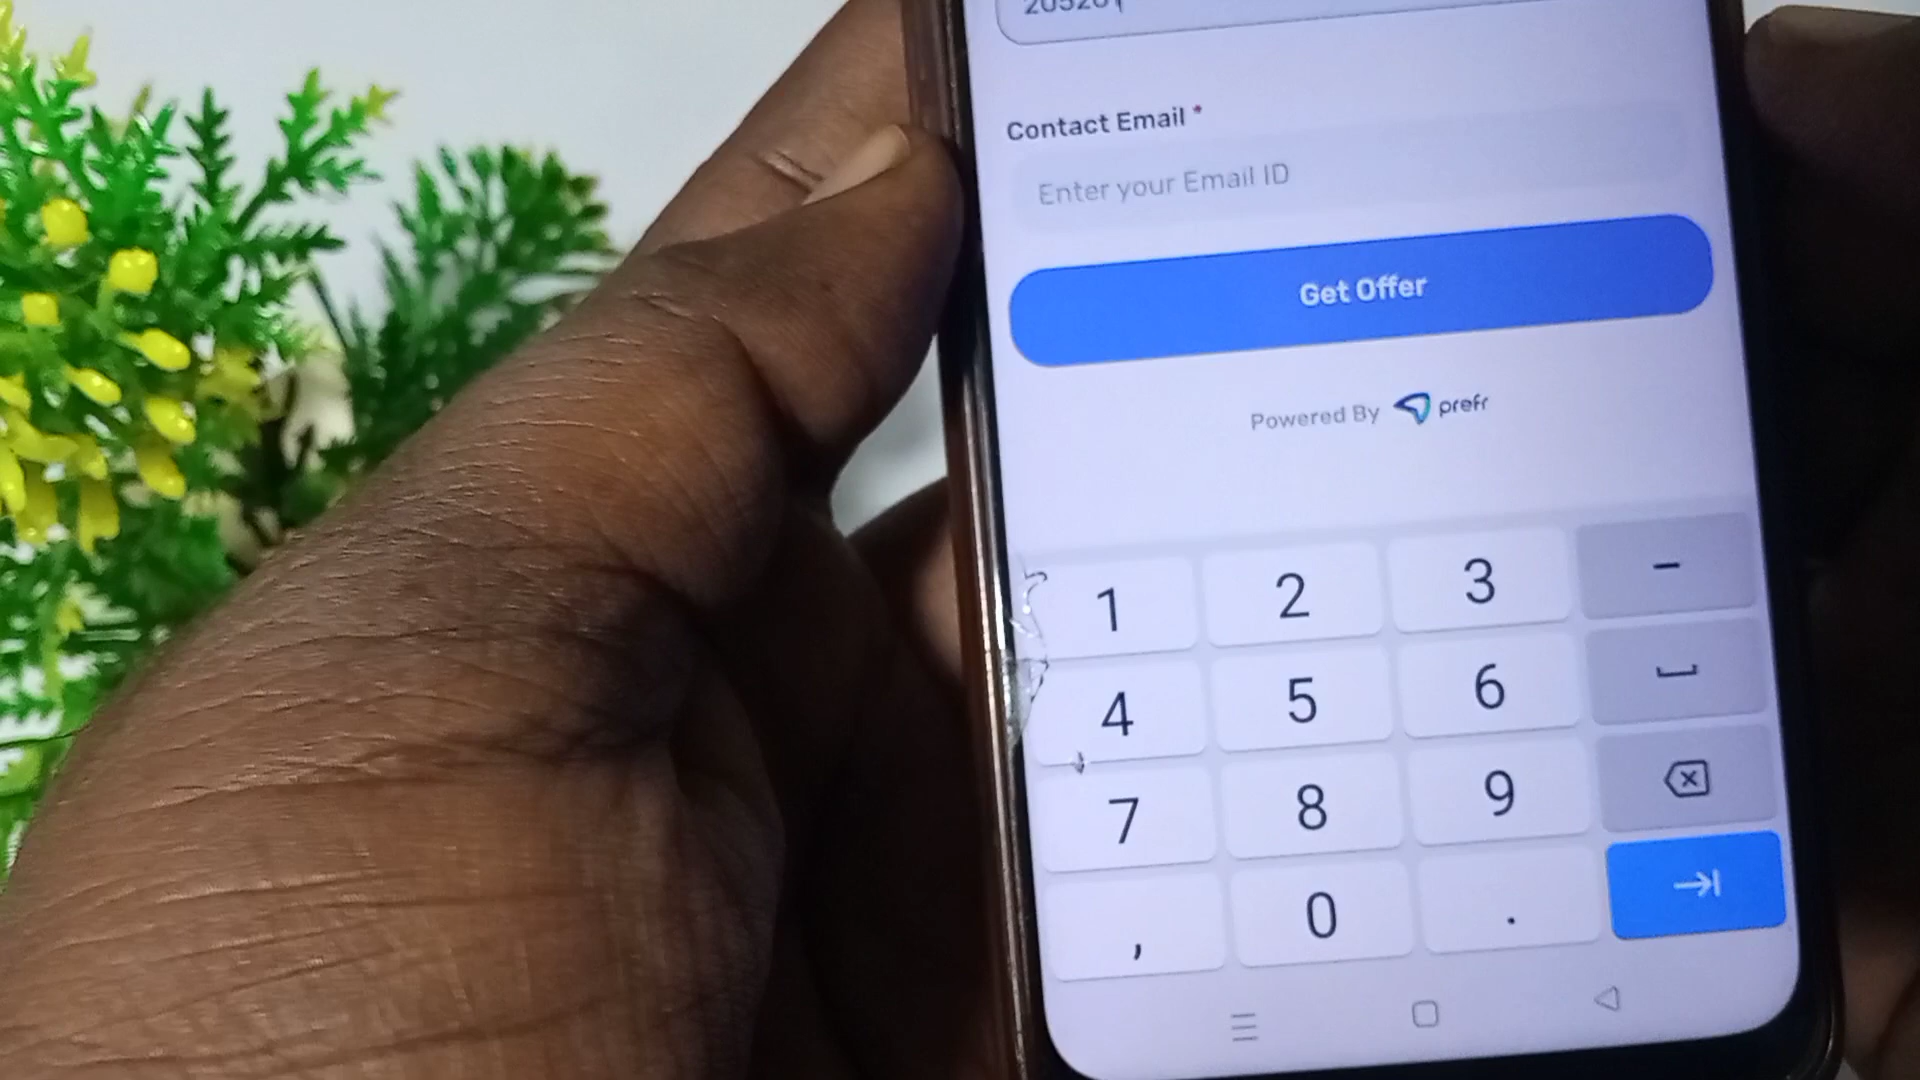 Contact Email *
Enter your Email ID
Get Offer
Powered By prefr
1 2 3 -
4 5 6
7 8 9
, 0 .